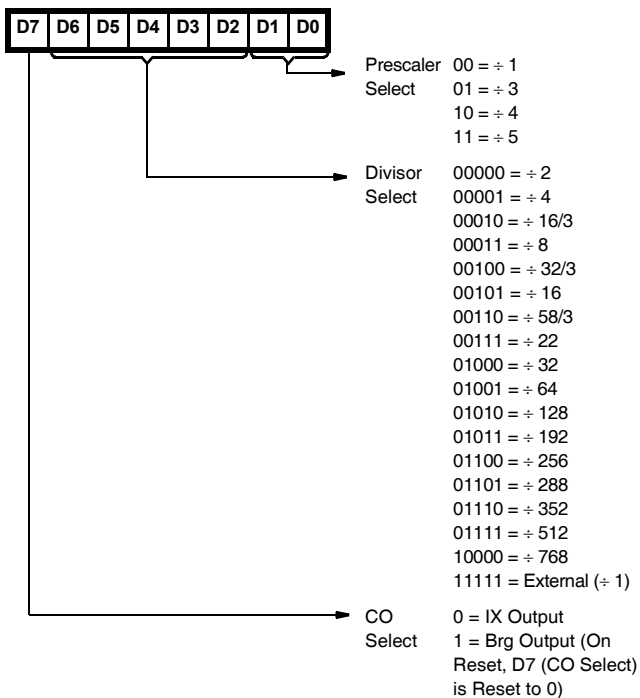 D7 D6 D5 D4 D3 D2 D1 D0
Prescaler 00 = ÷ 1
Select 01 = ÷ 3
10 = ÷ 4
11 = ÷ 5
Divisor 00000 = ÷ 2
Select 00001 = ÷ 4
00010 = ÷ 16/3
00011 = ÷ 8
00100 = ÷ 32/3
00101 = ÷ 16
00110 = ÷ 58/3
00111 = ÷ 22
01000 = ÷ 32
01001 = ÷ 64
01010 = ÷ 128
01011 = ÷ 192
01100 = ÷ 256
01101 = ÷ 288
01110 = ÷ 352
01111 = ÷ 512
10000 = ÷ 768
11111 = External (÷ 1)
CO 0 = IX Output
Select 1 = Brg Output (On
Reset, D7 (CO Select)
is Reset to 0)